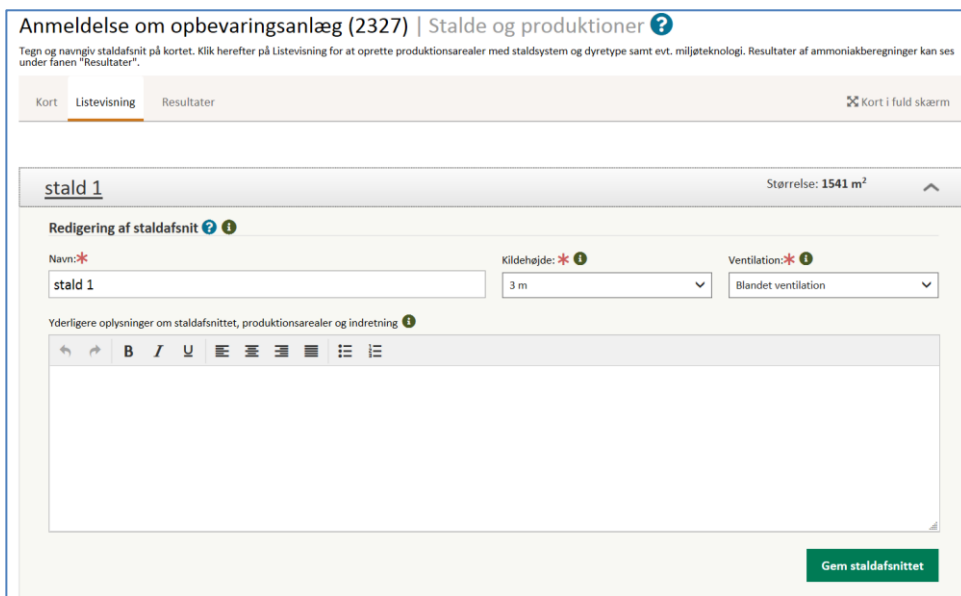 Anmeldelse om opbevaringsanlæg (2327) | Stalde og produktioner ?
Tegn og navngiv staldafsnit på kortet. Klik herefter på Listevisning for at oprette produktionsarealer med staldsystem og dyretype samt evt. miljøteknologi. Resultater af ammoniakberegninger kan ses
under fanen "Resultater".
Kort Listevisning Resultater Kort i fuld skærm
stald 1 Størrelse: 1541 m²
Redigering af staldafsnit ? i
Navn:* Kildehøjde: * i Ventilation:* i
stald 1 3 m Blandet ventilation
Yderligere oplysninger om staldafsnittet, produktionsarealer og indretning i
B I U
Gem staldafsnittet